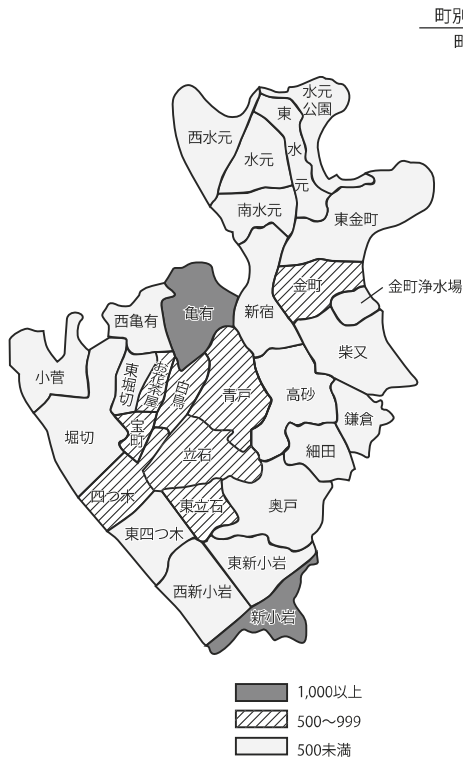 町別
町
水元
公園
東
水
元
西水元
水元
南水元
東金町
金町
金町浄水場
新宿
亀有
西亀有
柴又
小菅
東堀切
お花茶屋
白鳥
青戸
高砂
鎌倉
堀切
宝町
立石
細田
四つ木
東立石
奥戸
東四つ木
東新小岩
西新小岩
新小岩
1,000以上
500～999
500未満